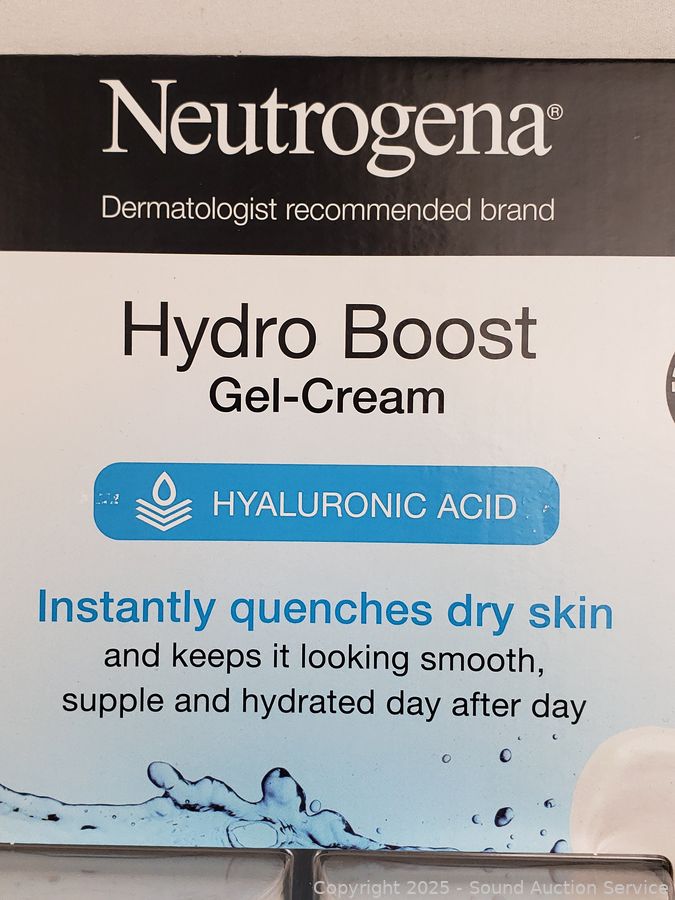 Neutrogena®
Dermatologist recommended brand
Hydro Boost
Gel-Cream
HYALURONIC ACID
Instantly quenches dry skin
and keeps it looking smooth,
supple and hydrated day after day
Copyright 2025 - Sound Auction Service